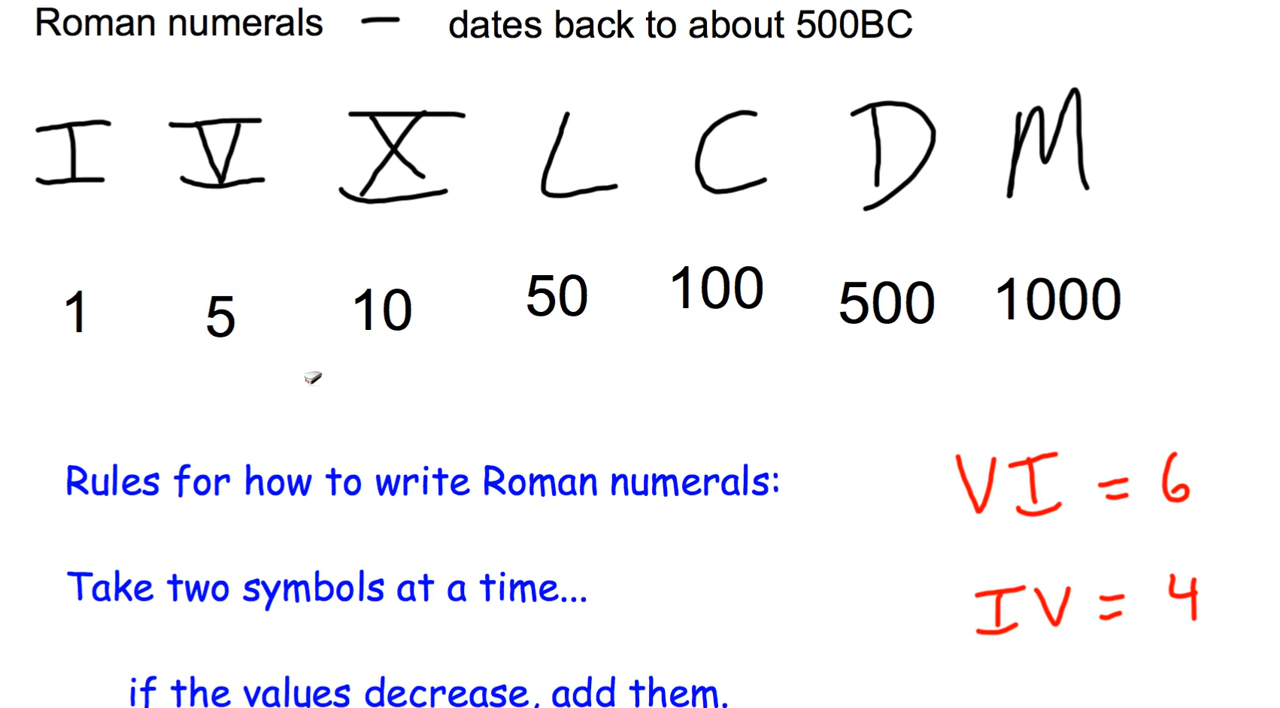 Roman numerals — dates back to about 500BC
I V X L C D M
1 5 10 50 100 500 1000
Rules for how to write Roman numerals:
VI = 6
Take two symbols at a time...
IV = 4
if the values decrease, add them.